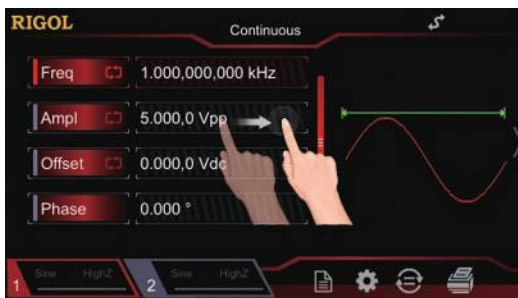 RIGOL
Continuous
Freq 1.000,000,000 kHz
Ampl 5.000,0 Vpp
Offset 0.000,0 Vdc
Phase 0.000 °
1 Sine HighZ 2 Sine HighZ